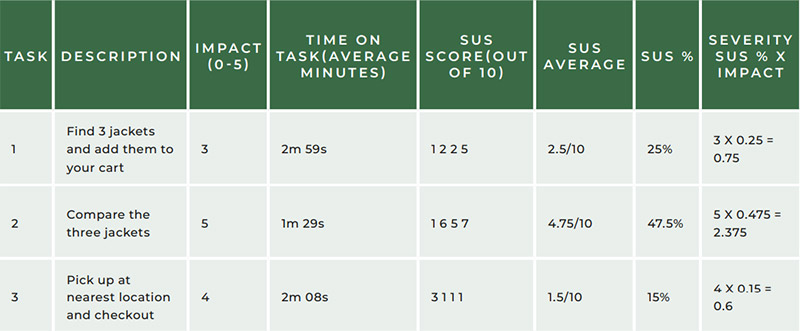 TASK
DESCRIPTION
IMPACT
(0-5)
TIME ON
TASK(AVERAGE
MINUTES)
SUS
SCORE(OUT
OF 10)
SUS
AVERAGE
SUS %
SEVERITY
SUS % X
IMPACT
1
Find 3 jackets
and add them to
your cart
3
2m 59s
1 2 2 5
2.5/10
25%
3 X 0.25 =
0.75
2
Compare the
three jackets
5
1m 29s
1 6 5 7
4.75/10
47.5%
5 X 0.475 =
2.375
3
Pick up at
nearest location
and checkout
4
2m 08s
3 1 1 1
1.5/10
15%
4 X 0.15 =
0.6